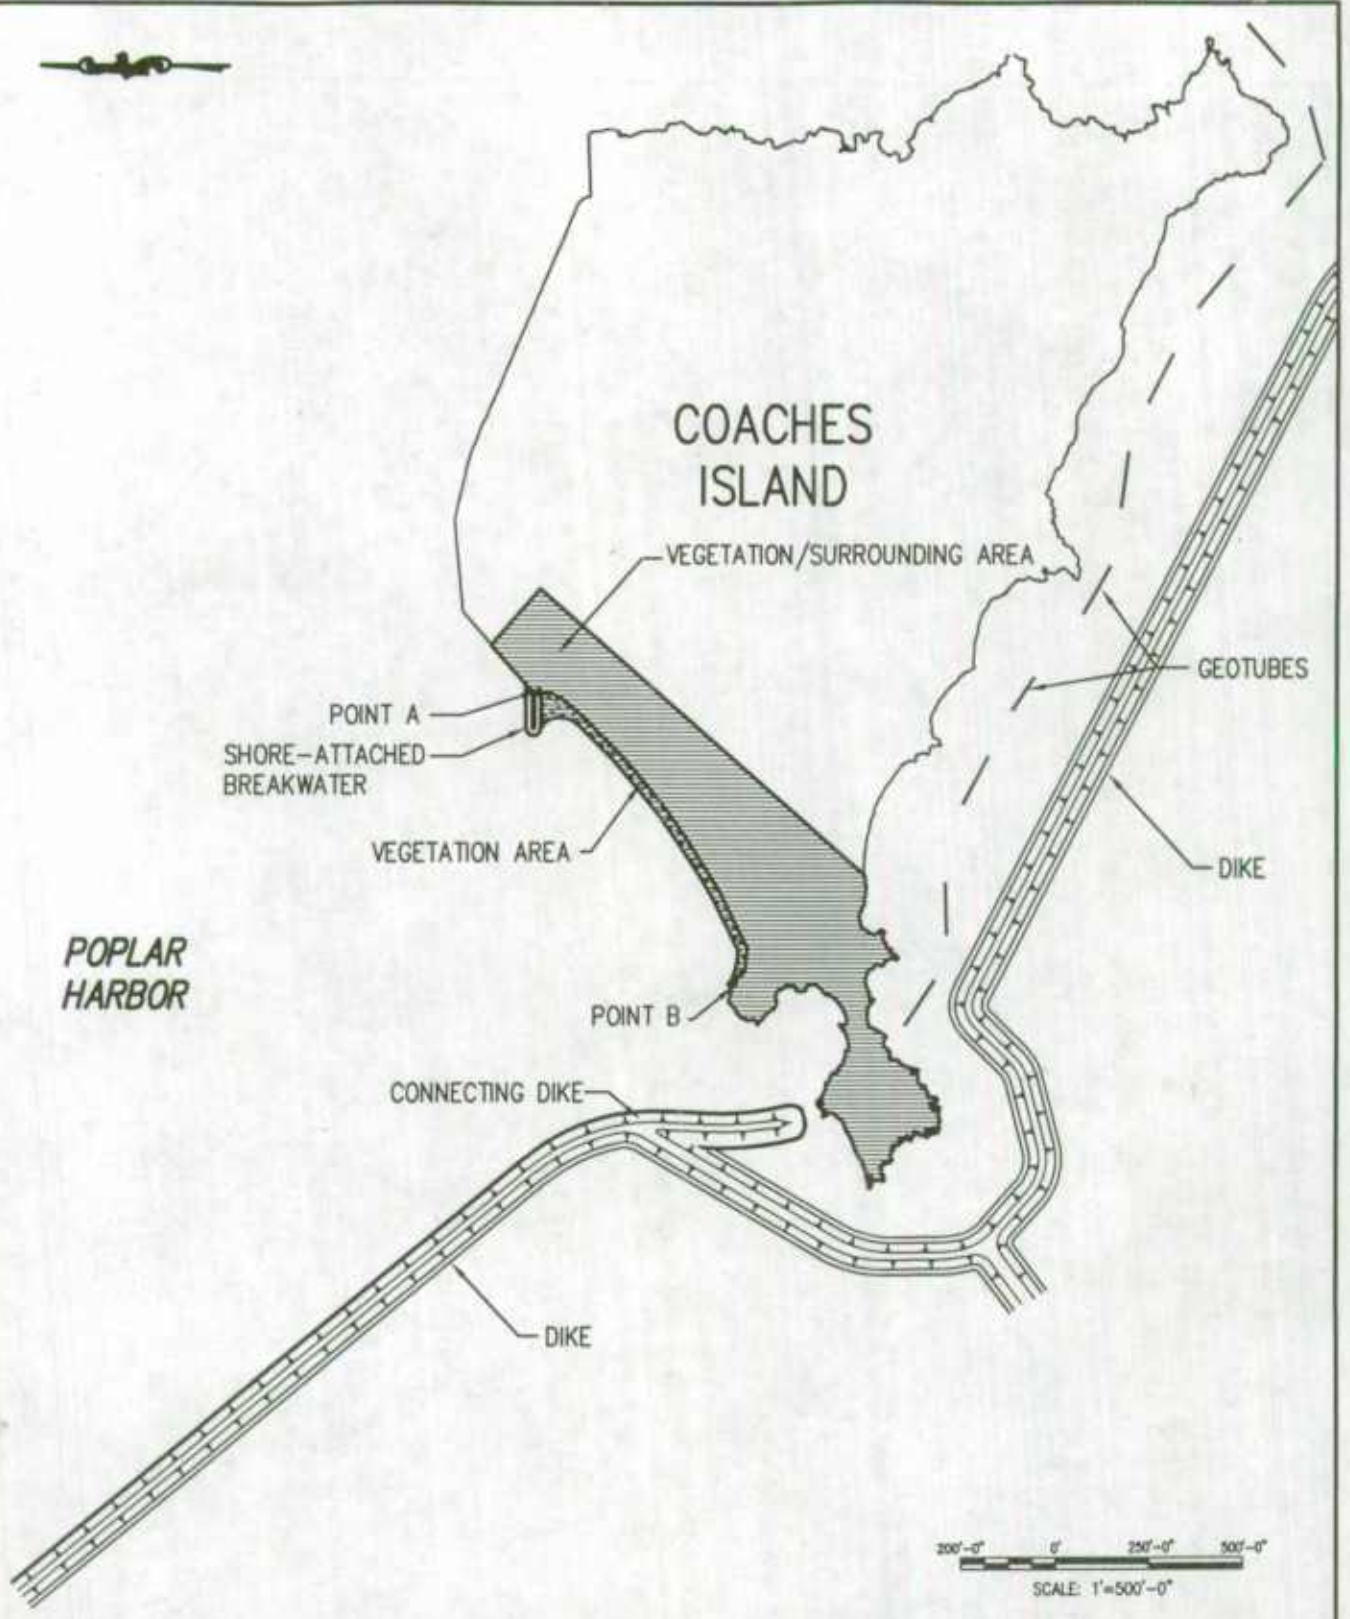 COACHES
ISLAND
VEGETATION/SURROUNDING AREA
GEOTUBES
POINT A
SHORE-ATTACHED
BREAKWATER
VEGETATION AREA
DIKE
POPLAR
HARBOR
POINT B
CONNECTING DIKE
DIKE
200'-0" 0' 250'-0" 500'-0"
SCALE: 1'=500'-0"